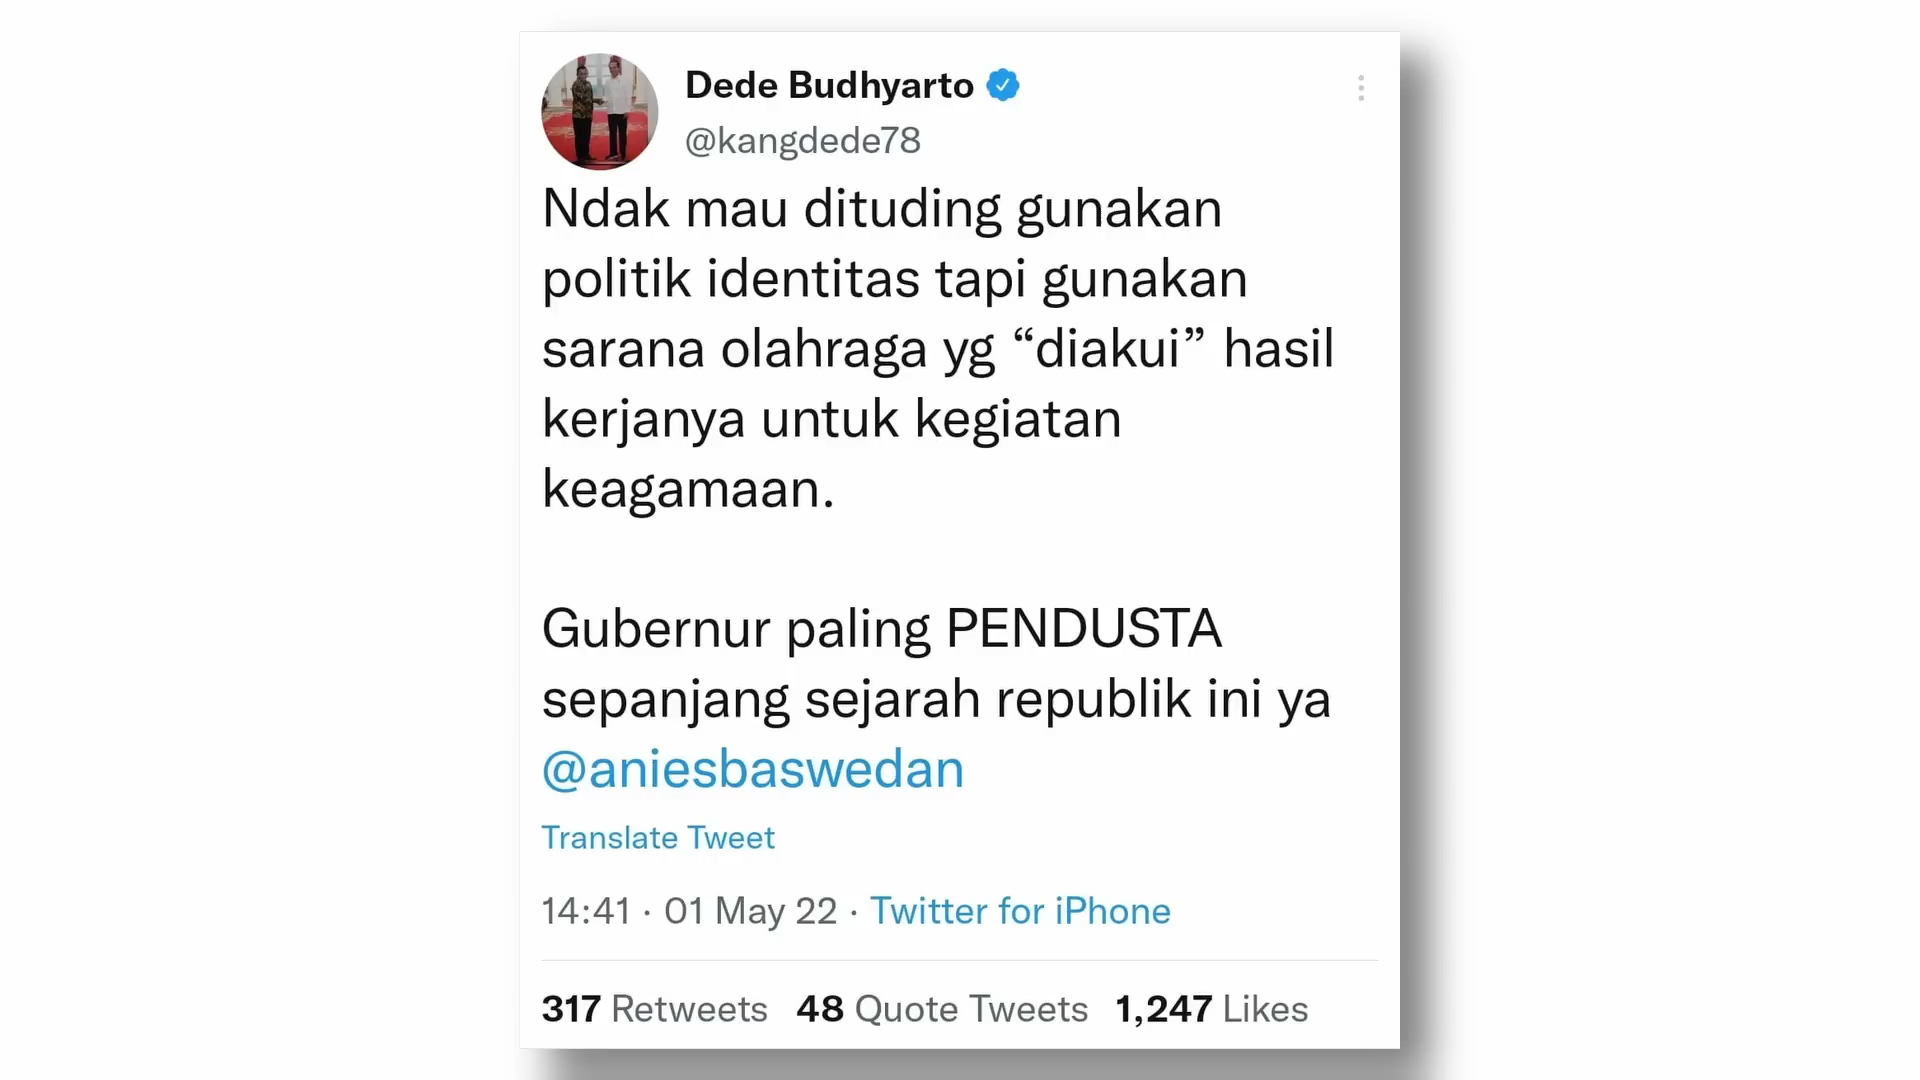 Dede Budhyarto
@kangdede78
Ndak mau dituding gunakan
politik identitas tapi gunakan
sarana olahraga yg “diakui” hasil
kerjanya untuk kegiatan
keagamaan.
Gubernur paling PENDUSTA
sepanjang sejarah republik ini ya
@aniesbaswedan
Translate Tweet
14:41 · 01 May 22 · Twitter for iPhone
317 Retweets 48 Quote Tweets 1,247 Likes